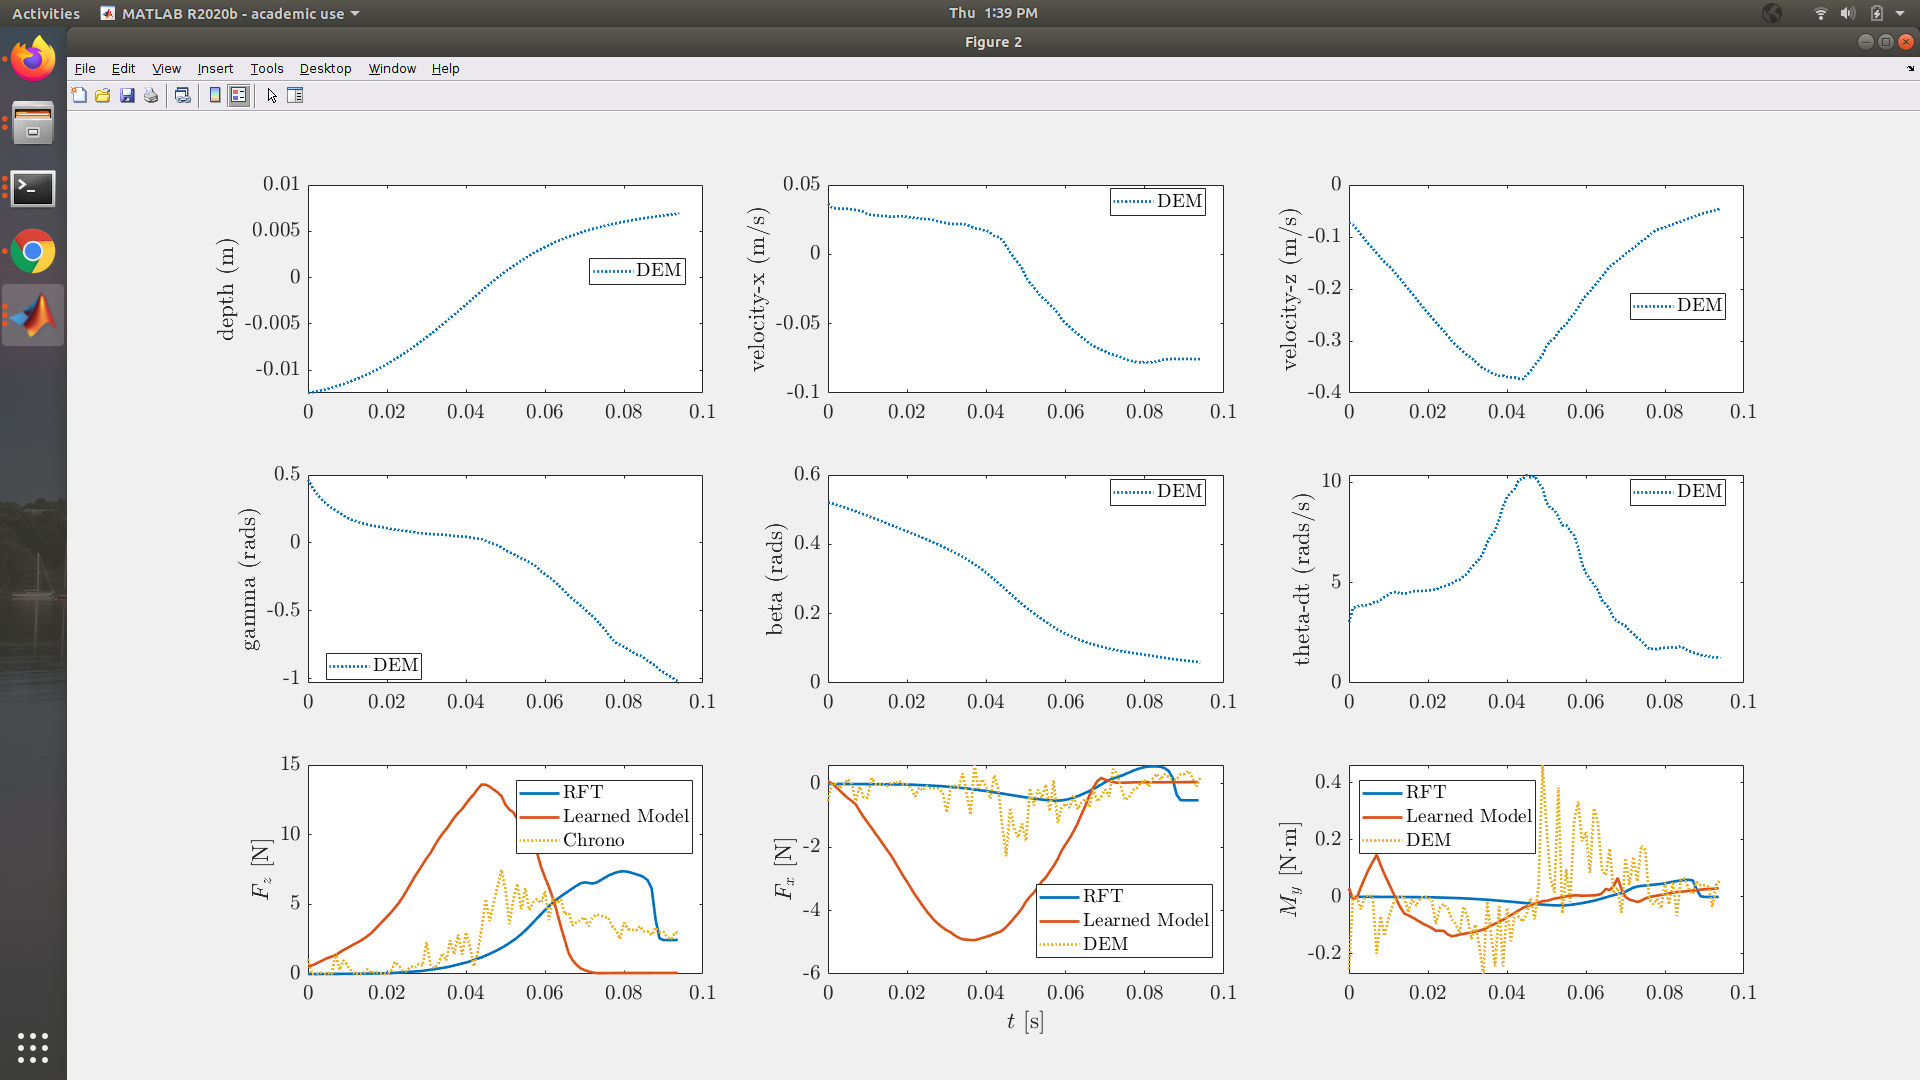 Activities MATLAB R2020b - academic use Thu 1:39 PM
Figure 2
File Edit View Insert Tools Desktop Window Help
depth (m)
0.01
0.005
0
-0.005
-0.01
DEM
0 0.02 0.04 0.06 0.08 0.1
velocity-x (m/s)
0.05
0
-0.05
-0.1
DEM
0 0.02 0.04 0.06 0.08 0.1
velocity-z (m/s)
0
-0.1
-0.2
-0.3
-0.4
DEM
0 0.02 0.04 0.06 0.08 0.1
gamma (rads)
0.5
0
-0.5
-1
DEM
0 0.02 0.04 0.06 0.08 0.1
beta (rads)
0.6
0.4
0.2
0
DEM
0 0.02 0.04 0.06 0.08 0.1
theta-dt (rads/s)
10
5
0
DEM
0 0.02 0.04 0.06 0.08 0.1
F_z [N]
15
10
5
0
RFT
Learned Model
Chrono
0 0.02 0.04 0.06 0.08 0.1
F_x [N]
0
-2
-4
-6
RFT
Learned Model
DEM
0 0.02 0.04 0.06 0.08 0.1
t [s]
M_y [N·m]
0.4
0.2
0
-0.2
RFT
Learned Model
DEM
0 0.02 0.04 0.06 0.08 0.1